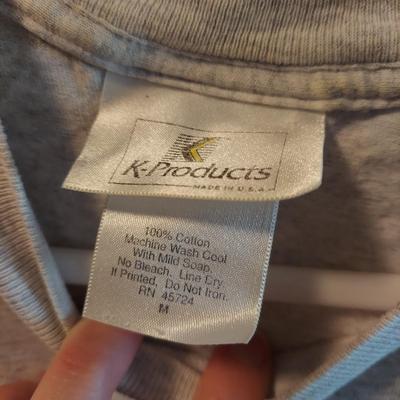 K-Products
MADE IN U.S.A.
100% Cotton
Machine Wash Cool
With Mild Soap.
No Bleach. Line Dry.
If Printed, Do Not Iron.
RN 45724
M